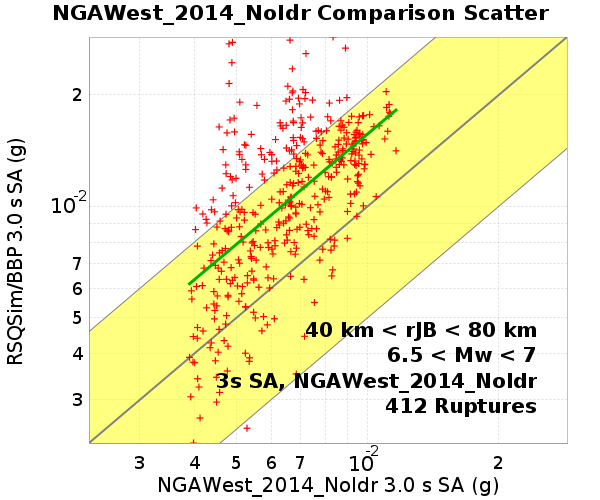 NGAWest_2014_NoIdr Comparison Scatter
RSQSim/BBP 3.0 s SA (g)
2
10-2
7
6
5
4
3
40 km < rJB < 80 km
6.5 < Mw < 7
3s SA, NGAWest_2014_NoIdr
412 Ruptures
3 4 5 6 7 10-2 2
NGAWest_2014_NoIdr 3.0 s SA (g)